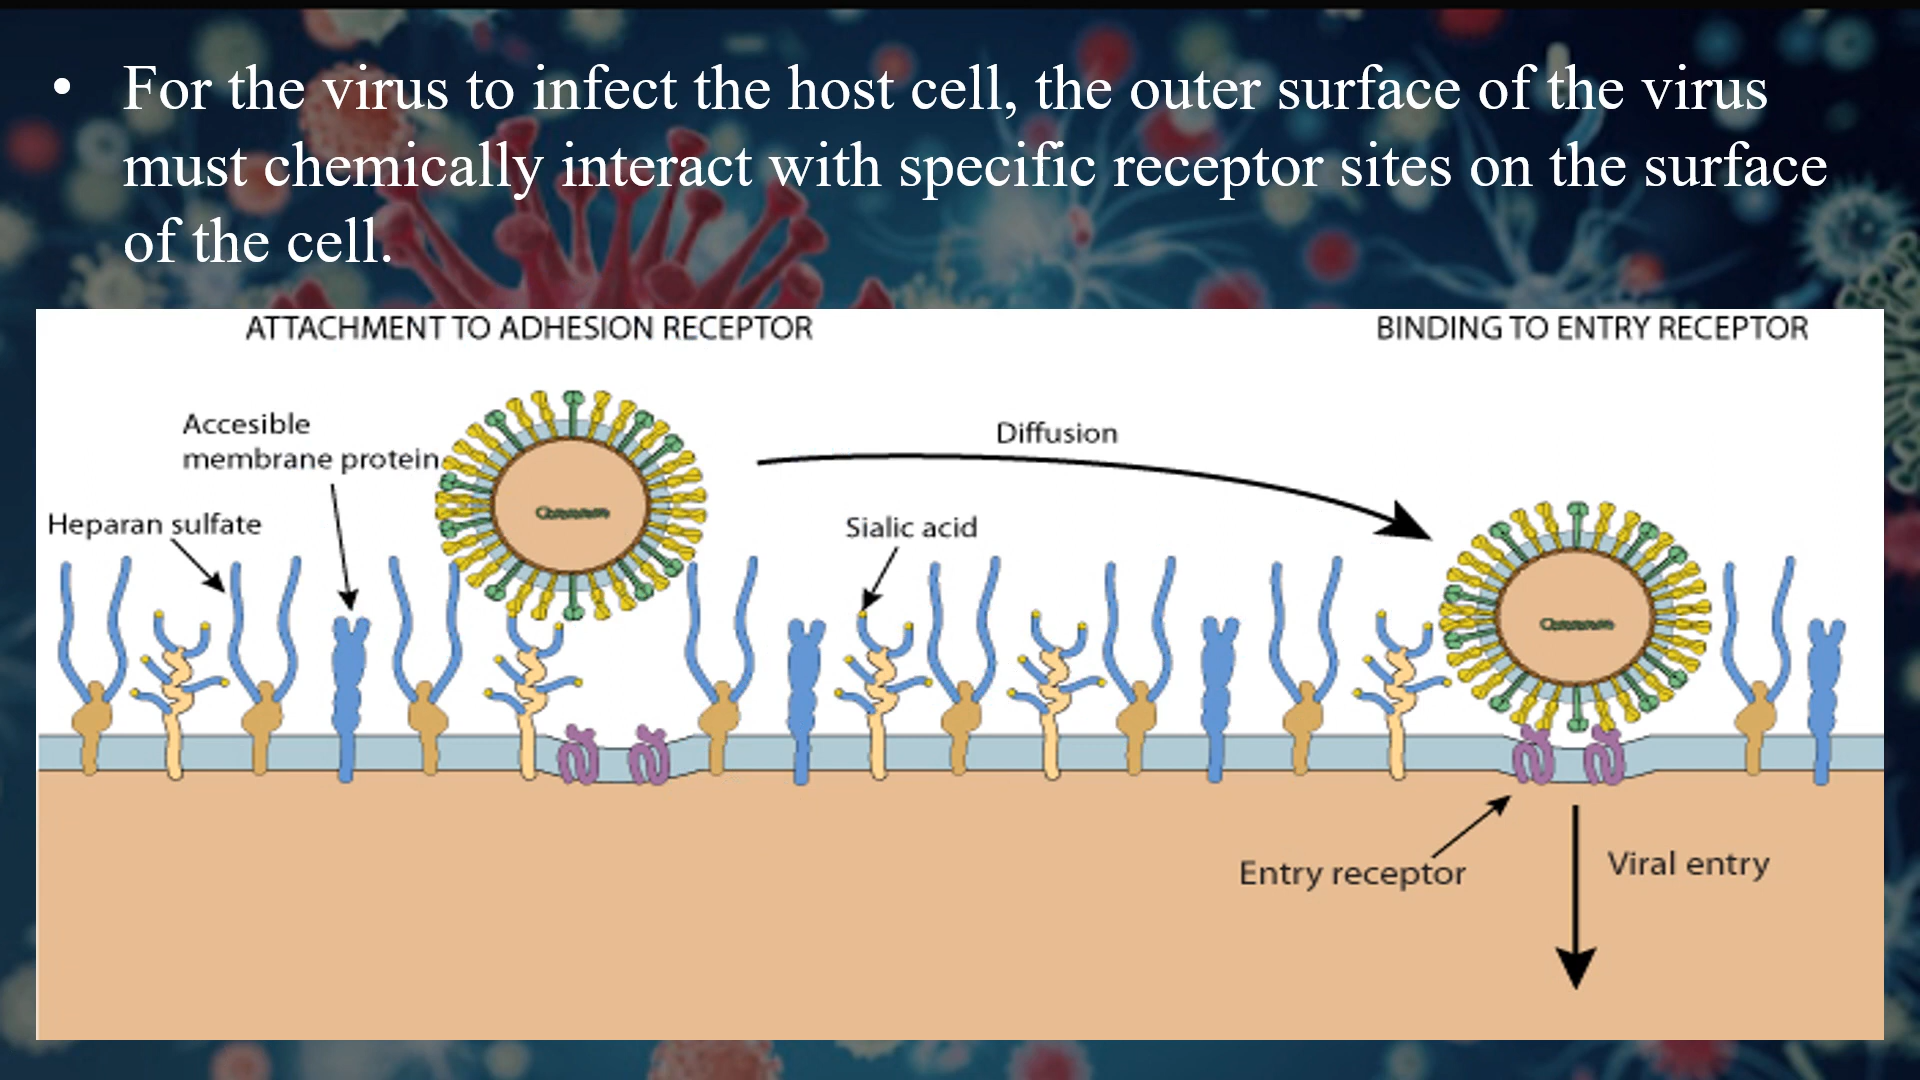 • For the virus to infect the host cell, the outer surface of the virus
must chemically interact with specific receptor sites on the surface
of the cell.
ATTACHMENT TO ADHESION RECEPTOR
BINDING TO ENTRY RECEPTOR
Accesible
membrane protein
Diffusion
Heparan sulfate
Sialic acid
Entry receptor
Viral entry